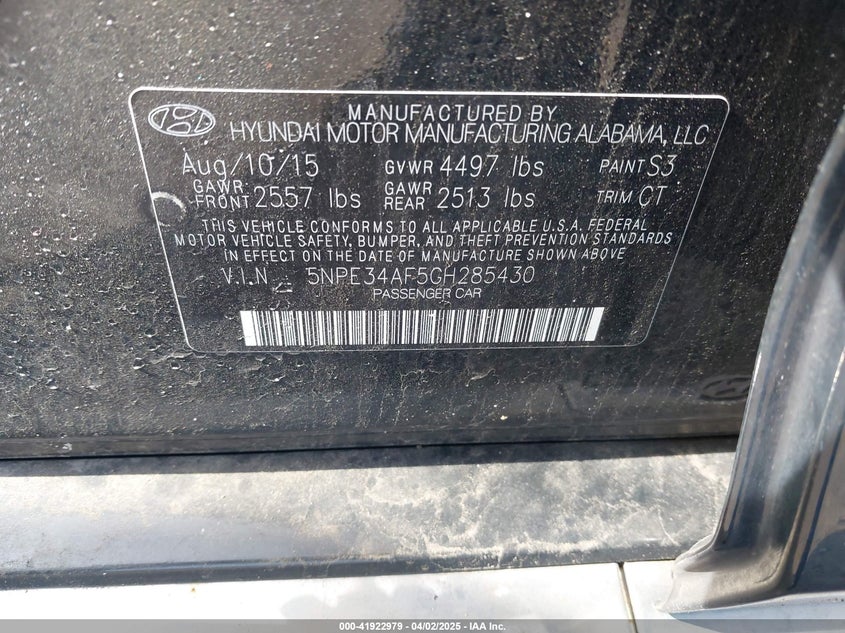 MANUFACTURED BY
HYUNDAI MOTOR MANUFACTURING ALABAMA, LLC
Aug/10/15 GVWR 4497 lbs PAINT S3
GAWR FRONT 2557 lbs GAWR REAR 2513 lbs TRIM CT
THIS VEHICLE CONFORMS TO ALL APPLICABLE U.S.A. FEDERAL
MOTOR VEHICLE SAFETY, BUMPER, AND THEFT PREVENTION STANDARDS
IN EFFECT ON THE DATE OF MANUFACTURE SHOWN ABOVE
V.I.N : 5NPE34AF5GH285430
PASSENGER CAR
000-41922979 - 04/02/2025 - IAA Inc.